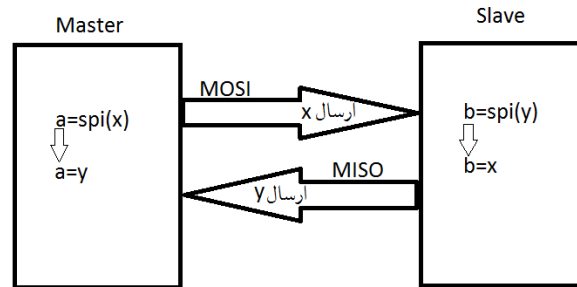 Master
Slave
MOSI
a=spi(x)
ارسال x
b=spi(y)
a=y
MISO
b=x
ارسال y